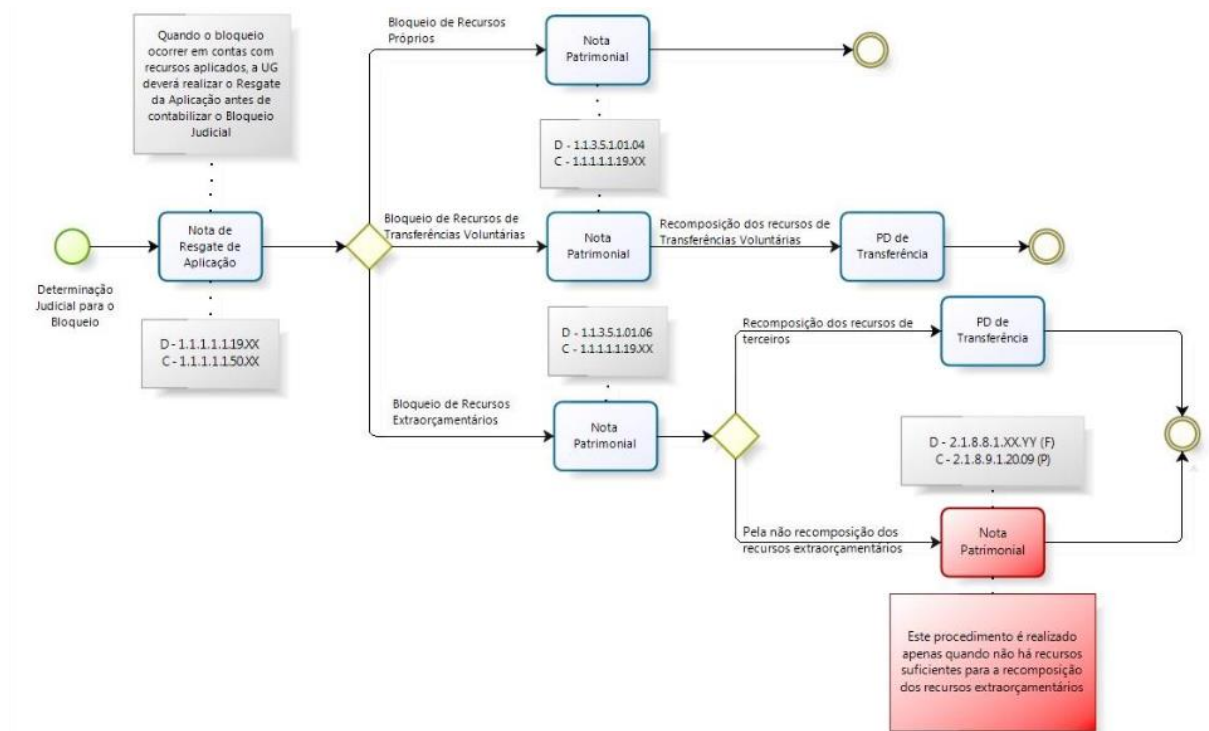 Quando o bloqueio
ocorrer em contas com
recursos aplicados, a UG
deverá realizar o Resgate
da Aplicação antes de
contabilizar o Bloqueio
Judicial
Determinação
Judicial para o
Bloqueio
Nota de
Resgate de
Aplicação
D - 1.1.1.1.1.19.XX
C - 1.1.1.1.1.50.XX
Bloqueio de Recursos
Próprios
Nota
Patrimonial
D - 1.1.3.5.1.01.04
C - 1.1.1.1.1.19.XX
Bloqueio de Recursos de
Transferências Voluntárias
Nota
Patrimonial
Recomposição dos recursos de
Transferências Voluntárias
PD de
Transferência
D - 1.1.3.5.1.01.06
C - 1.1.1.1.1.19.XX
Bloqueio de Recursos
Extraorçamentários
Nota
Patrimonial
Recomposição dos recursos de
terceiros
PD de
Transferência
D - 2.1.8.8.1.XX.YY (F)
C - 2.1.8.9.1.20.09 (P)
Pela não recomposição dos
recursos extraorçamentários
Nota
Patrimonial
Este procedimento é realizado
apenas quando não há recursos
suficientes para a recomposição
dos recursos extraorçamentários